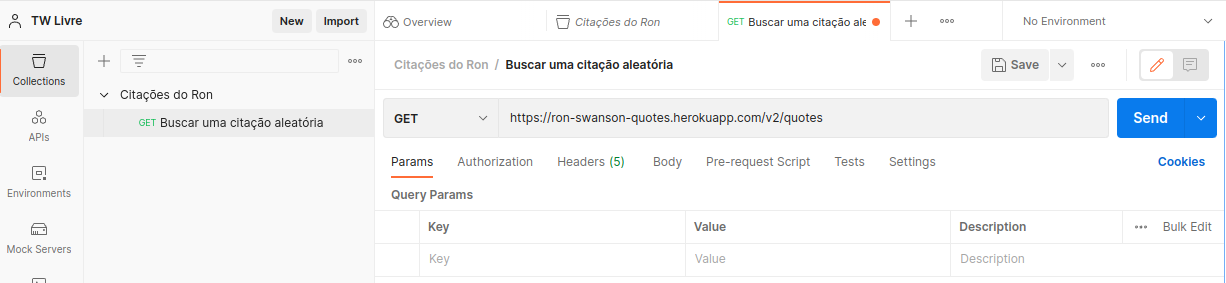 TW Livre
New
Import
Overview
Citações do Ron
GET Buscar uma citação ale
No Environment
Collections
APIs
Environments
Mock Servers
Citações do Ron
GET Buscar uma citação aleatória
Citações do Ron / Buscar uma citação aleatória
Save
GET
https://ron-swanson-quotes.herokuapp.com/v2/quotes
Send
Params Authorization Headers (5) Body Pre-request Script Tests Settings Cookies
Query Params
Key Value Description Bulk Edit
Key Value Description